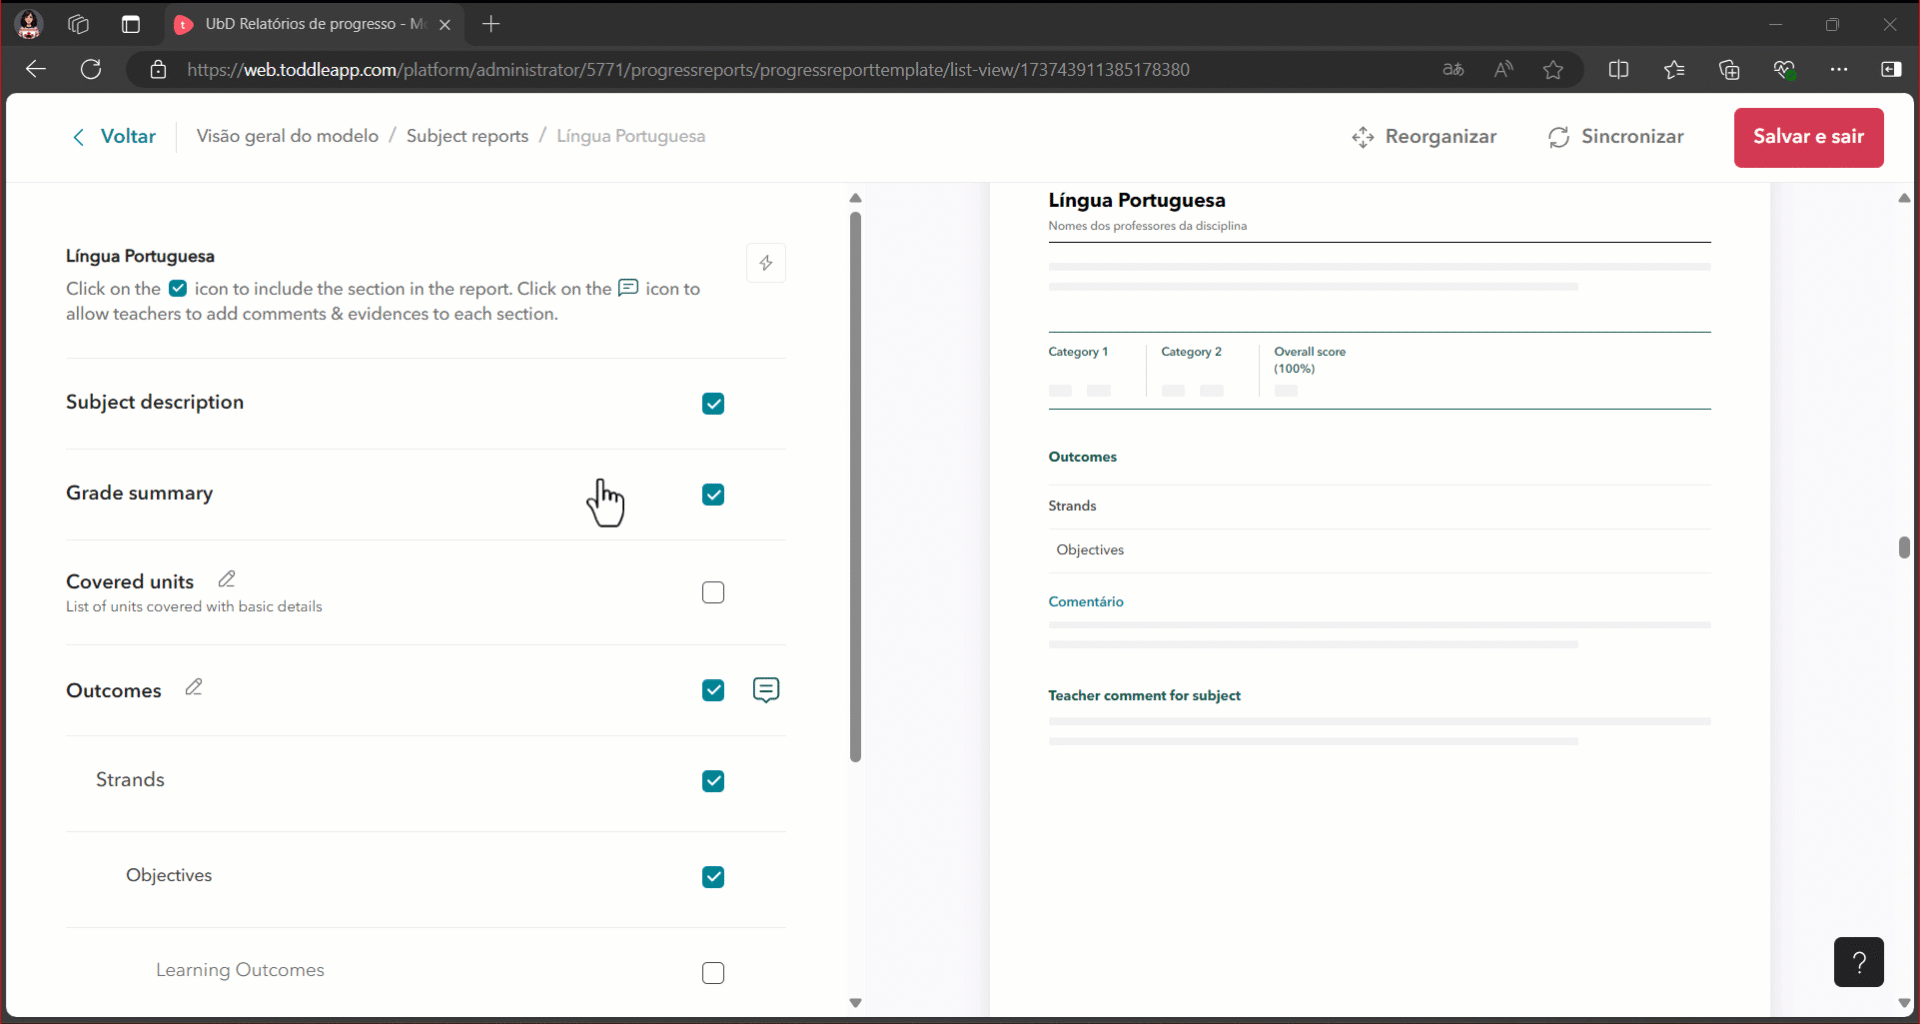 UbD Relatórios de progresso - Mo
https://web.toddleapp.com/platform/administrator/5771/progressreports/progressreporttemplate/list-view/173743911385178380
Voltar
Visão geral do modelo / Subject reports / Língua Portuguesa
Reorganizar
Sincronizar
Salvar e sair
Língua Portuguesa
Click on the icon to include the section in the report. Click on the icon to
allow teachers to add comments & evidences to each section.
Subject description
Grade summary
Covered units
List of units covered with basic details
Outcomes
Strands
Objectives
Learning Outcomes
Língua Portuguesa
Nomes dos professores da disciplina
Category 1
Category 2
Overall score
(100%)
Outcomes
Strands
Objectives
Comentário
Teacher comment for subject
?